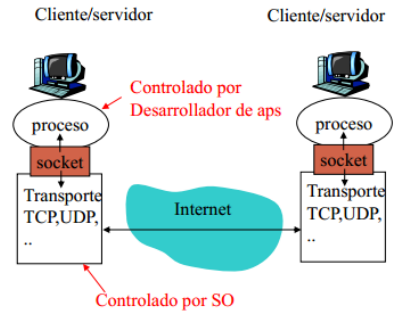 Cliente/servidor
Cliente/servidor
Controlado por
Desarrollador de aps
proceso
proceso
socket
socket
Transporte
TCP,UDP,
..
Internet
Transporte
TCP,UDP,
..
Controlado por SO